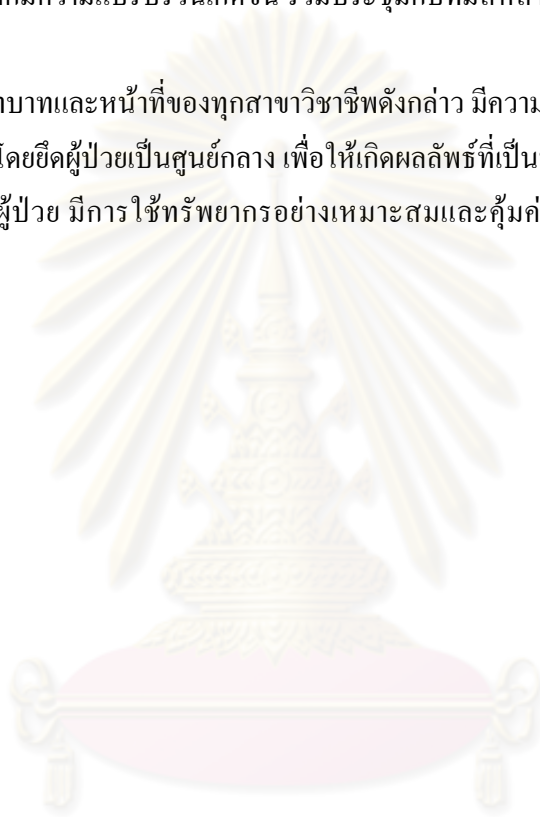 าบาทและหน้าที่ของทุกสาขาวิชาชีพดังกล่าว มีความ
โดยยึดผู้ป่วยเป็นศูนย์กลาง เพื่อให้เกิดผลลัพธ์ที่เป็น
ผู้ป่วย มีการใช้ทรัพยากรอย่างเหมาะสมและคุ้มค่